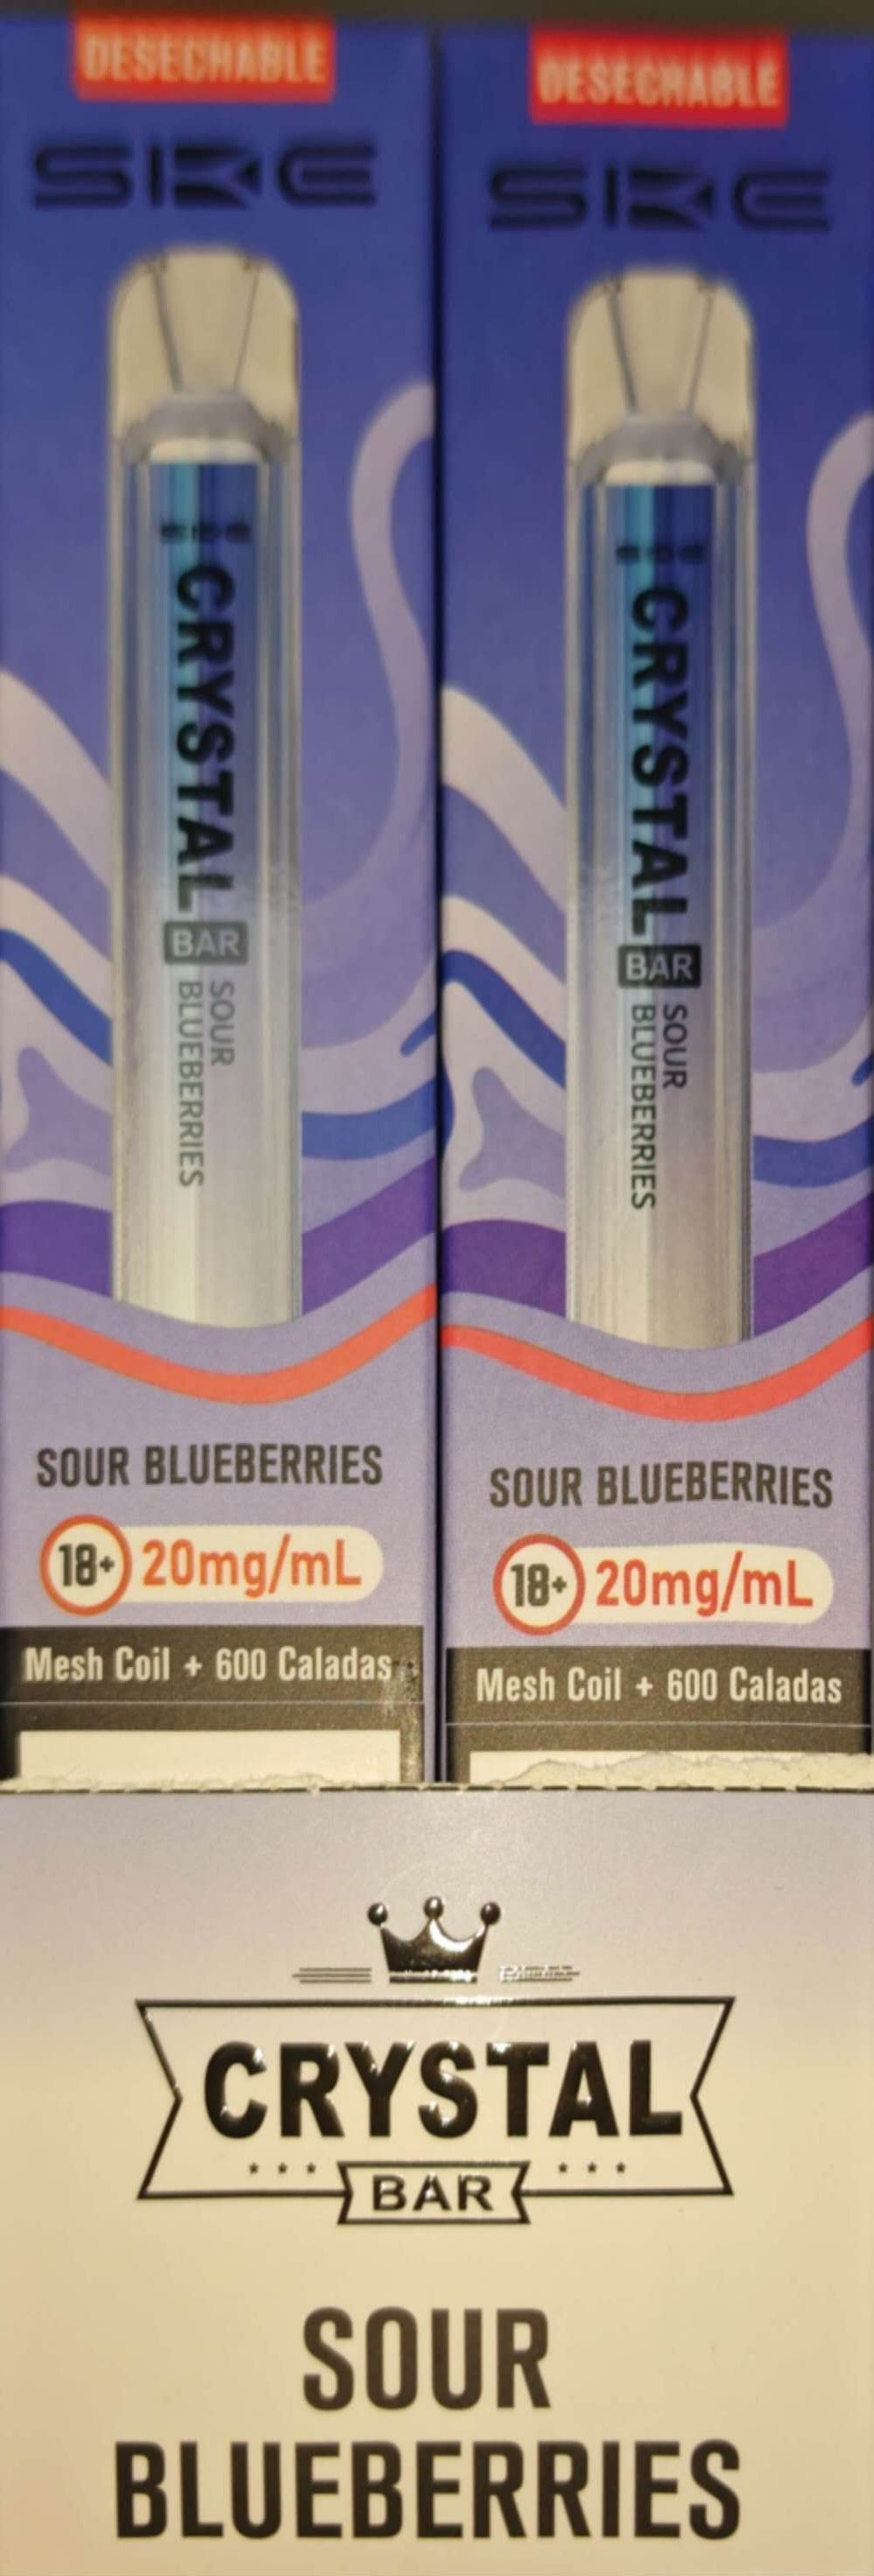 DESECHABLE
SKE
CRYSTAL
BAR
SOUR
BLUEBERRIES
SOUR BLUEBERRIES
18+ 20mg/mL
Mesh Coil + 600 Caladas
DESECHABLE
SKE
CRYSTAL
BAR
SOUR
BLUEBERRIES
SOUR BLUEBERRIES
18+ 20mg/mL
Mesh Coil + 600 Caladas
CRYSTAL
BAR
SOUR
BLUEBERRIES